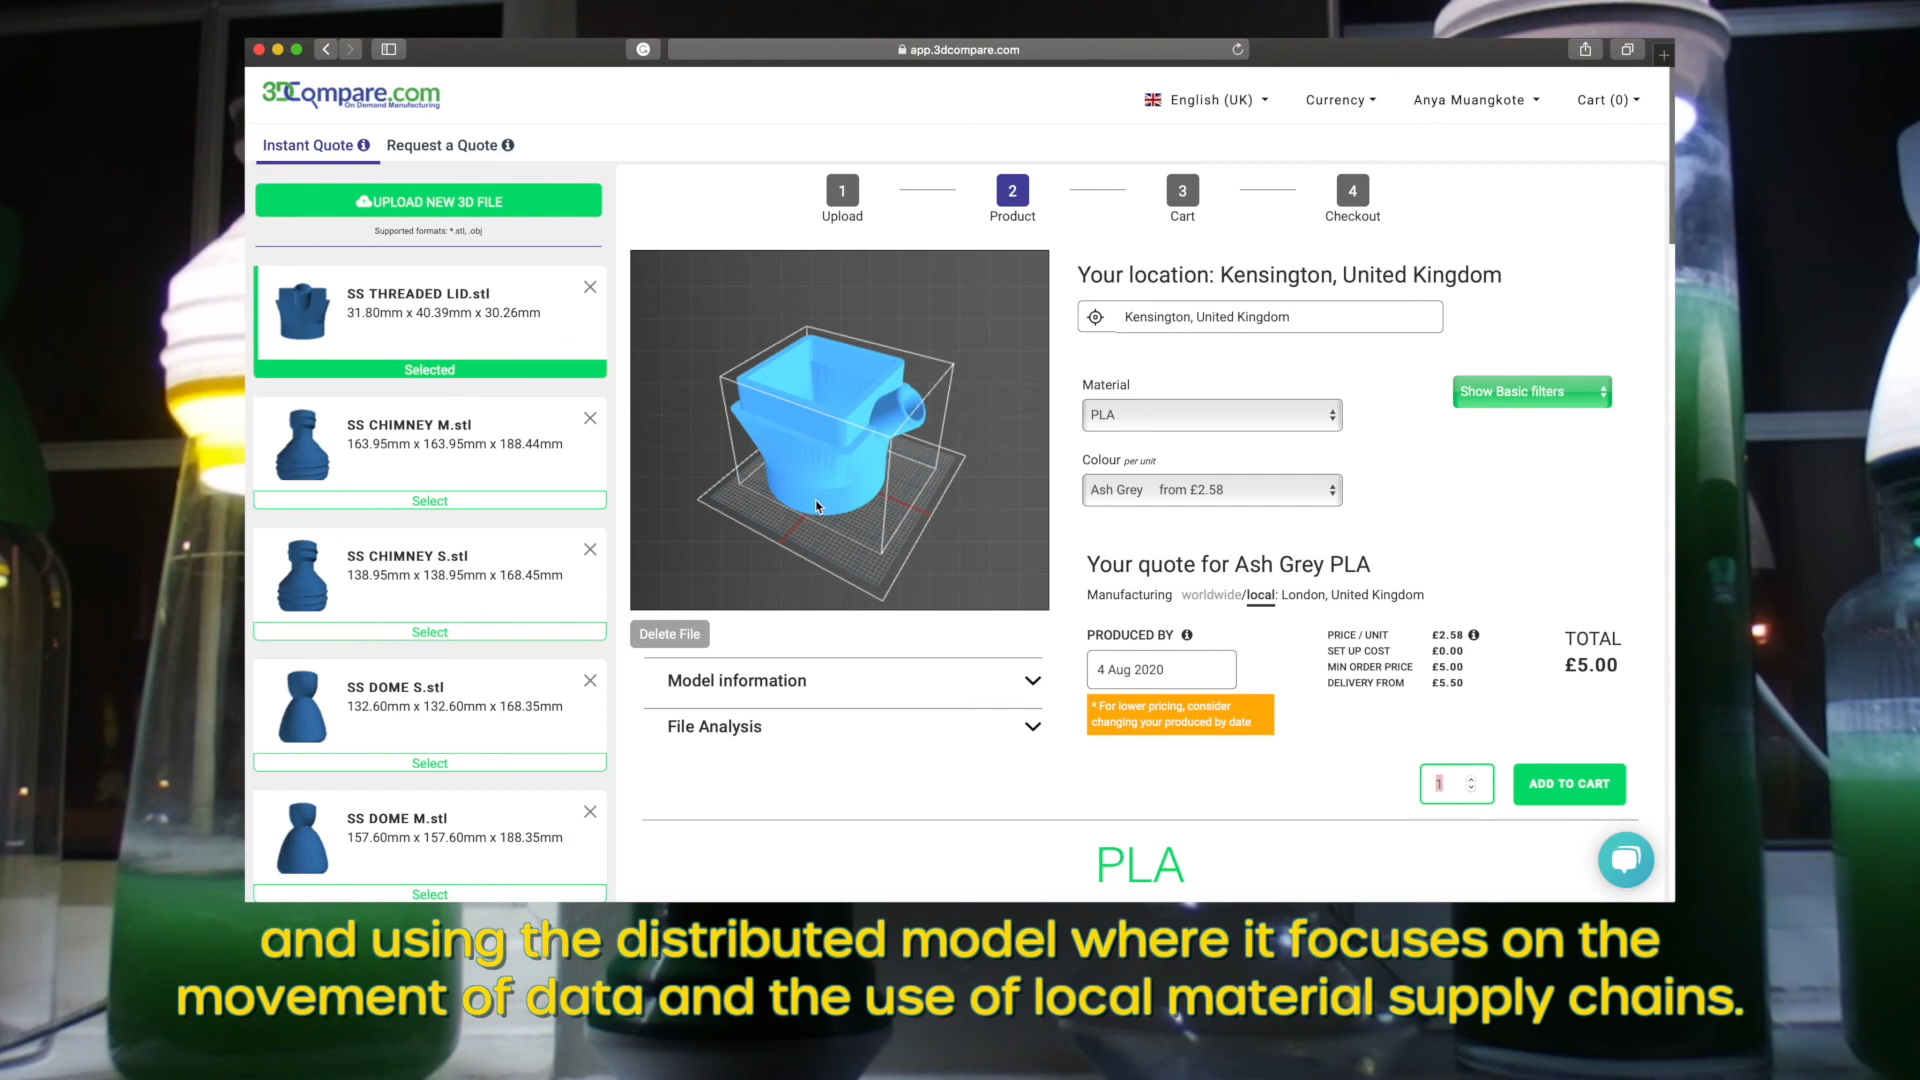 app.3dcompare.com
3DCompare.com
On Demand Manufacturing
English (UK)
Currency
Anya Muangkote
Cart (0)
Instant Quote
Request a Quote
UPLOAD NEW 3D FILE
Supported formats: *.stl, .obj
SS THREADED LID.stl
31.80mm x 40.39mm x 30.26mm
Selected
SS CHIMNEY M.stl
163.95mm x 163.95mm x 188.44mm
Select
SS CHIMNEY S.stl
138.95mm x 138.95mm x 168.45mm
Select
SS DOME S.stl
132.60mm x 132.60mm x 168.35mm
Select
SS DOME M.stl
157.60mm x 157.60mm x 188.35mm
Select
1
Upload
2
Product
3
Cart
4
Checkout
Delete File
Model information
File Analysis
Your location: Kensington, United Kingdom
Kensington, United Kingdom
Material
PLA
Show Basic filters
Colour per unit
Ash Grey from £2.58
Your quote for Ash Grey PLA
Manufacturing worldwide/local: London, United Kingdom
PRODUCED BY
4 Aug 2020
* For lower pricing, consider
changing your produced by date
PRICE / UNIT £2.58
SET UP COST £0.00
MIN ORDER PRICE £5.00
DELIVERY FROM £5.50
TOTAL
£5.00
1
ADD TO CART
PLA
and using the distributed model where it focuses on the
movement of data and the use of local material supply chains.